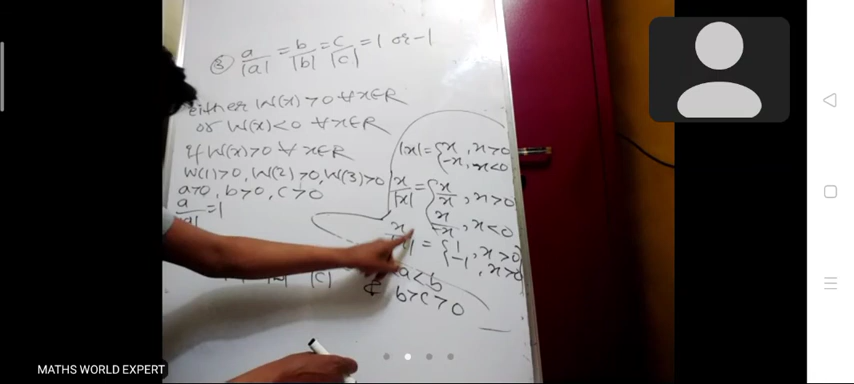 ③ a/|a| = b/|b| = c/|c| = 1 or -1
either W(x) > 0 ∀ x ∈ R
or W(x) < 0 ∀ x ∈ R
if W(x) > 0 ∀ x ∈ R
W(1) > 0, W(2) > 0, W(3) > 0
a > 0, b > 0, c > 0
a/|a| = 1
|c|
|x| = { x, x > 0
-x, x < 0
x/|x| = { x/x, x > 0
x/-x, x < 0
= { 1, x > 0
-1, x > 0
a < b
& b > c > 0
MATHS WORLD EXPERT